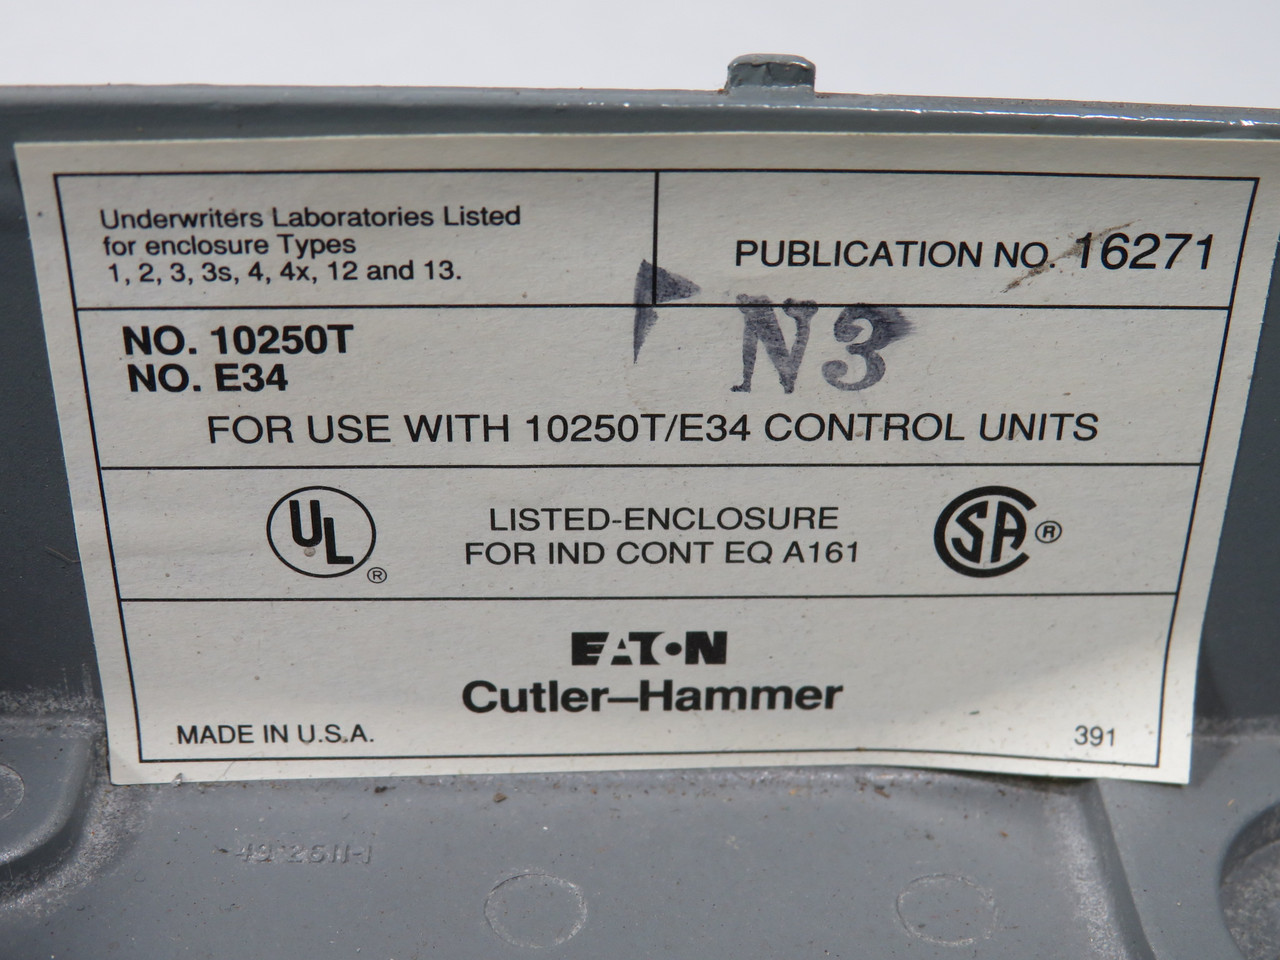 Underwriters Laboratories Listed
for enclosure Types
1, 2, 3, 3s, 4, 4x, 12 and 13.
PUBLICATION NO. 16271
NO. 10250T
NO. E34
N3
FOR USE WITH 10250T/E34 CONTROL UNITS
UL ®
LISTED-ENCLOSURE
FOR IND CONT EQ A161
SA ®
EATON
Cutler–Hammer
MADE IN U.S.A.
391